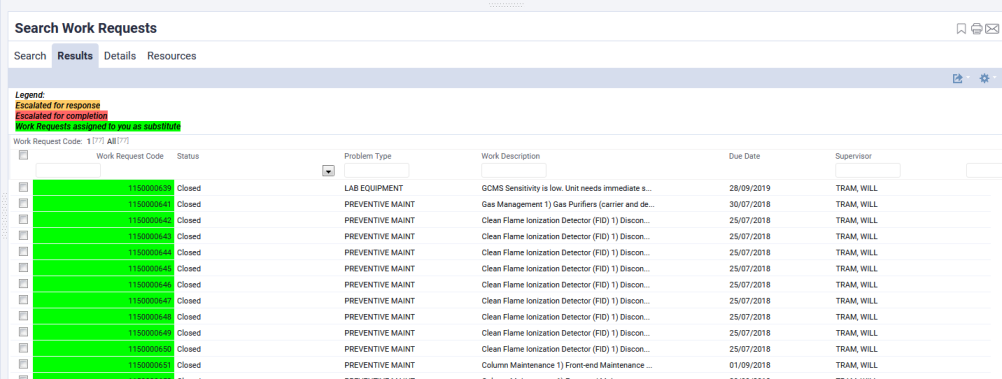 Search Work Requests
Search Results Details Resources
Legend:
Escalated for response
Escalated for completion
Work Requests assigned to you as substitute
Work Request Code: 1 [77] All [77]
Work Request Code Status Problem Type Work Description Due Date Supervisor
1150000639 Closed LAB EQUIPMENT GCMS Sensitivity is low. Unit needs immediate s... 28/09/2019 TRAM, WILL
1150000641 Closed PREVENTIVE MAINT Gas Management 1) Gas Purifiers (carrier and de... 30/07/2018 TRAM, WILL
1150000642 Closed PREVENTIVE MAINT Clean Flame Ionization Detector (FID) 1) Discon... 25/07/2018 TRAM, WILL
1150000643 Closed PREVENTIVE MAINT Clean Flame Ionization Detector (FID) 1) Discon... 25/07/2018 TRAM, WILL
1150000644 Closed PREVENTIVE MAINT Clean Flame Ionization Detector (FID) 1) Discon... 25/07/2018 TRAM, WILL
1150000645 Closed PREVENTIVE MAINT Clean Flame Ionization Detector (FID) 1) Discon... 25/07/2018 TRAM, WILL
1150000646 Closed PREVENTIVE MAINT Clean Flame Ionization Detector (FID) 1) Discon... 25/07/2018 TRAM, WILL
1150000647 Closed PREVENTIVE MAINT Clean Flame Ionization Detector (FID) 1) Discon... 25/07/2018 TRAM, WILL
1150000648 Closed PREVENTIVE MAINT Clean Flame Ionization Detector (FID) 1) Discon... 25/07/2018 TRAM, WILL
1150000649 Closed PREVENTIVE MAINT Clean Flame Ionization Detector (FID) 1) Discon... 25/07/2018 TRAM, WILL
1150000650 Closed PREVENTIVE MAINT Clean Flame Ionization Detector (FID) 1) Discon... 25/07/2018 TRAM, WILL
1150000651 Closed PREVENTIVE MAINT Column Maintenance 1) Front-end Maintenance ... 01/09/2018 TRAM, WILL